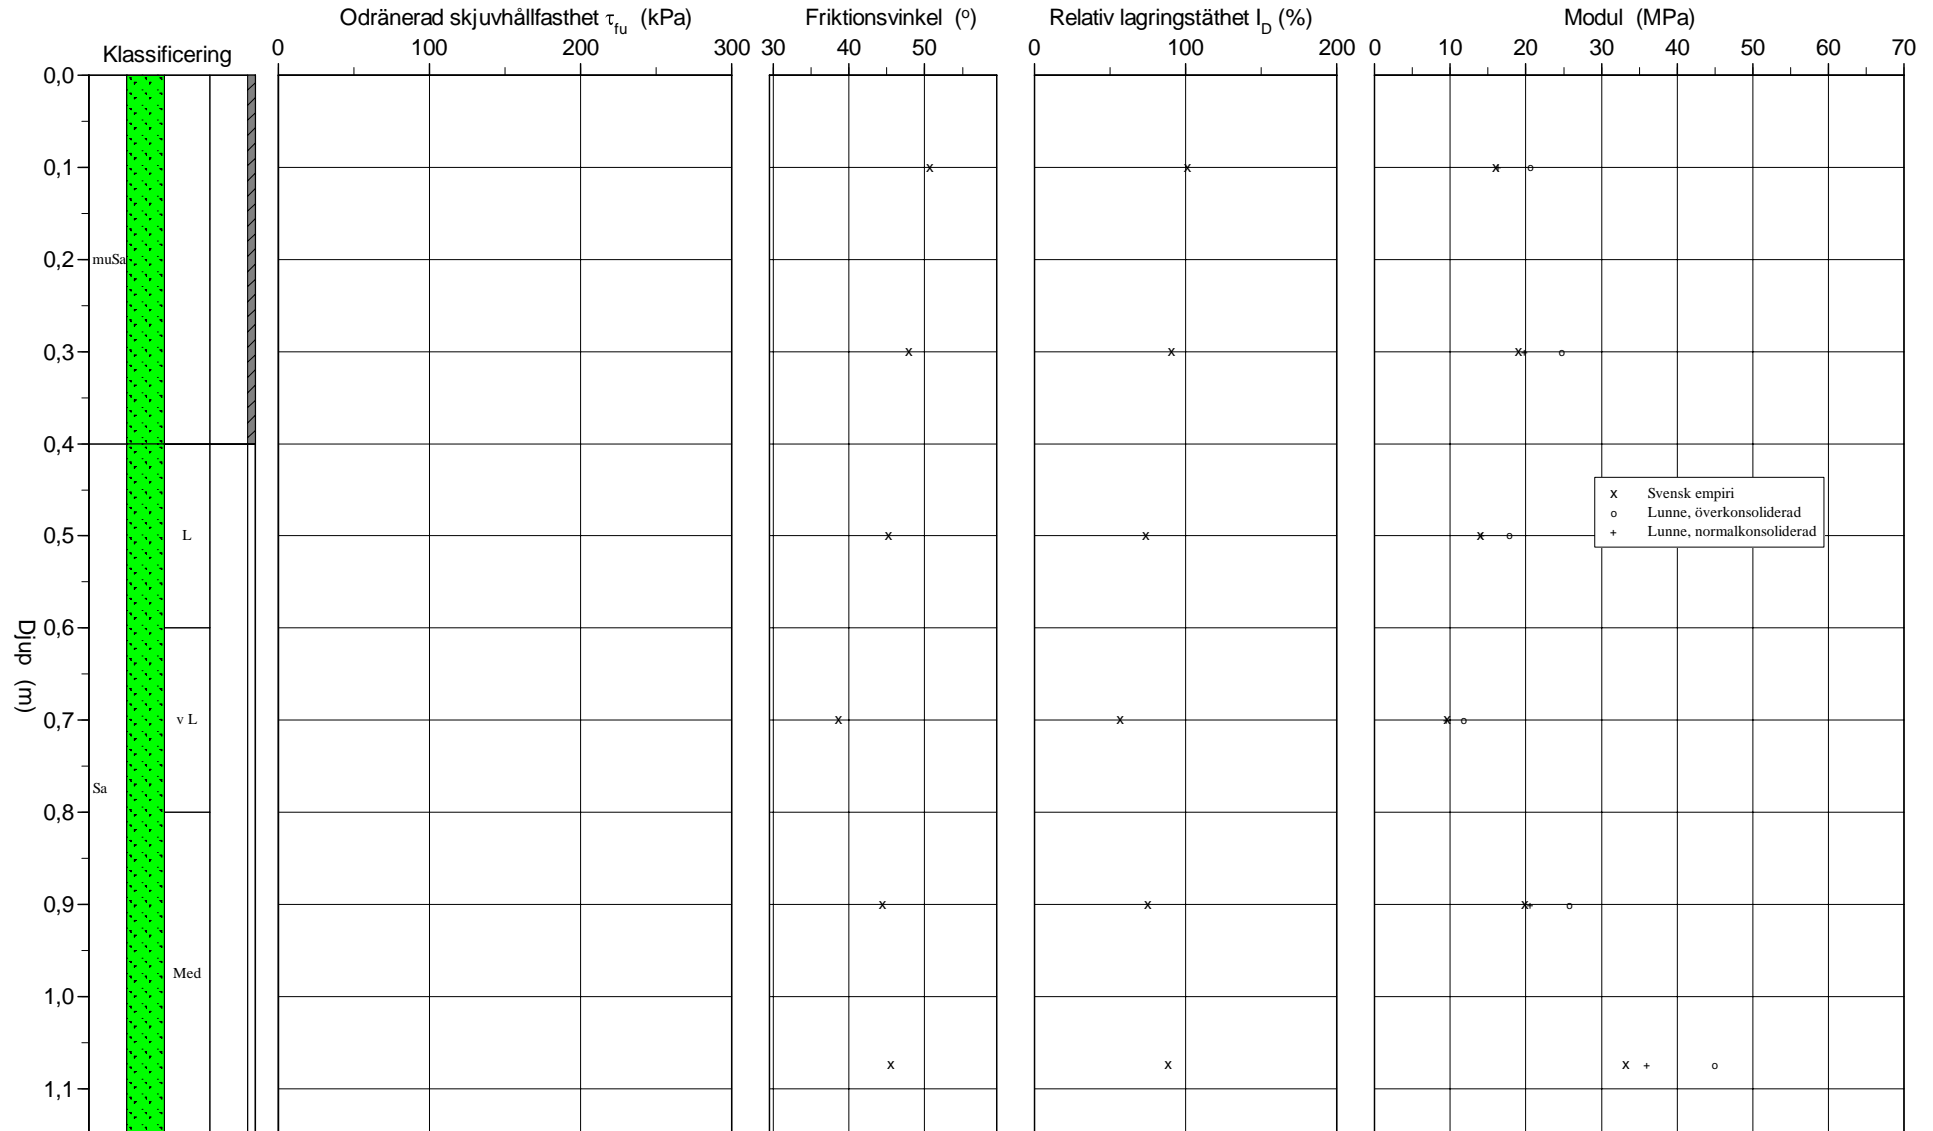 Odränerad skjuvhållfasthet τfu (kPa)
Friktionsvinkel (o)
Relativ lagringstäthet ID (%)
Modul (MPa)
Klassificering
0 100 200 300
30 40 50
0 100 200
0 10 20 30 40 50 60 70
0,0
0,1
0,2
muSa
0,3
0,4
x Svensk empiri
o Lunne, överkonsoliderad
+ Lunne, normalkonsoliderad
0,5
L
0,6
Djup (m)
0,7
v L
Sa
0,8
0,9
Med
1,0
1,1